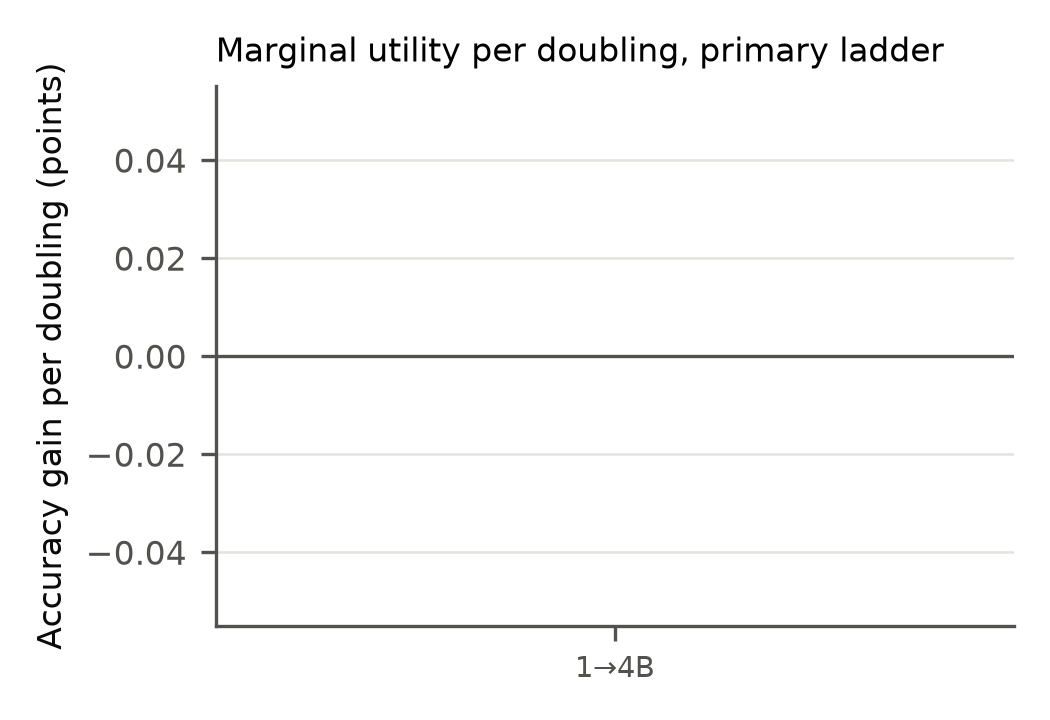 Marginal utility per doubling, primary ladder
Accuracy gain per doubling (points)
0.04
0.02
0.00
−0.02
−0.04
1→4B